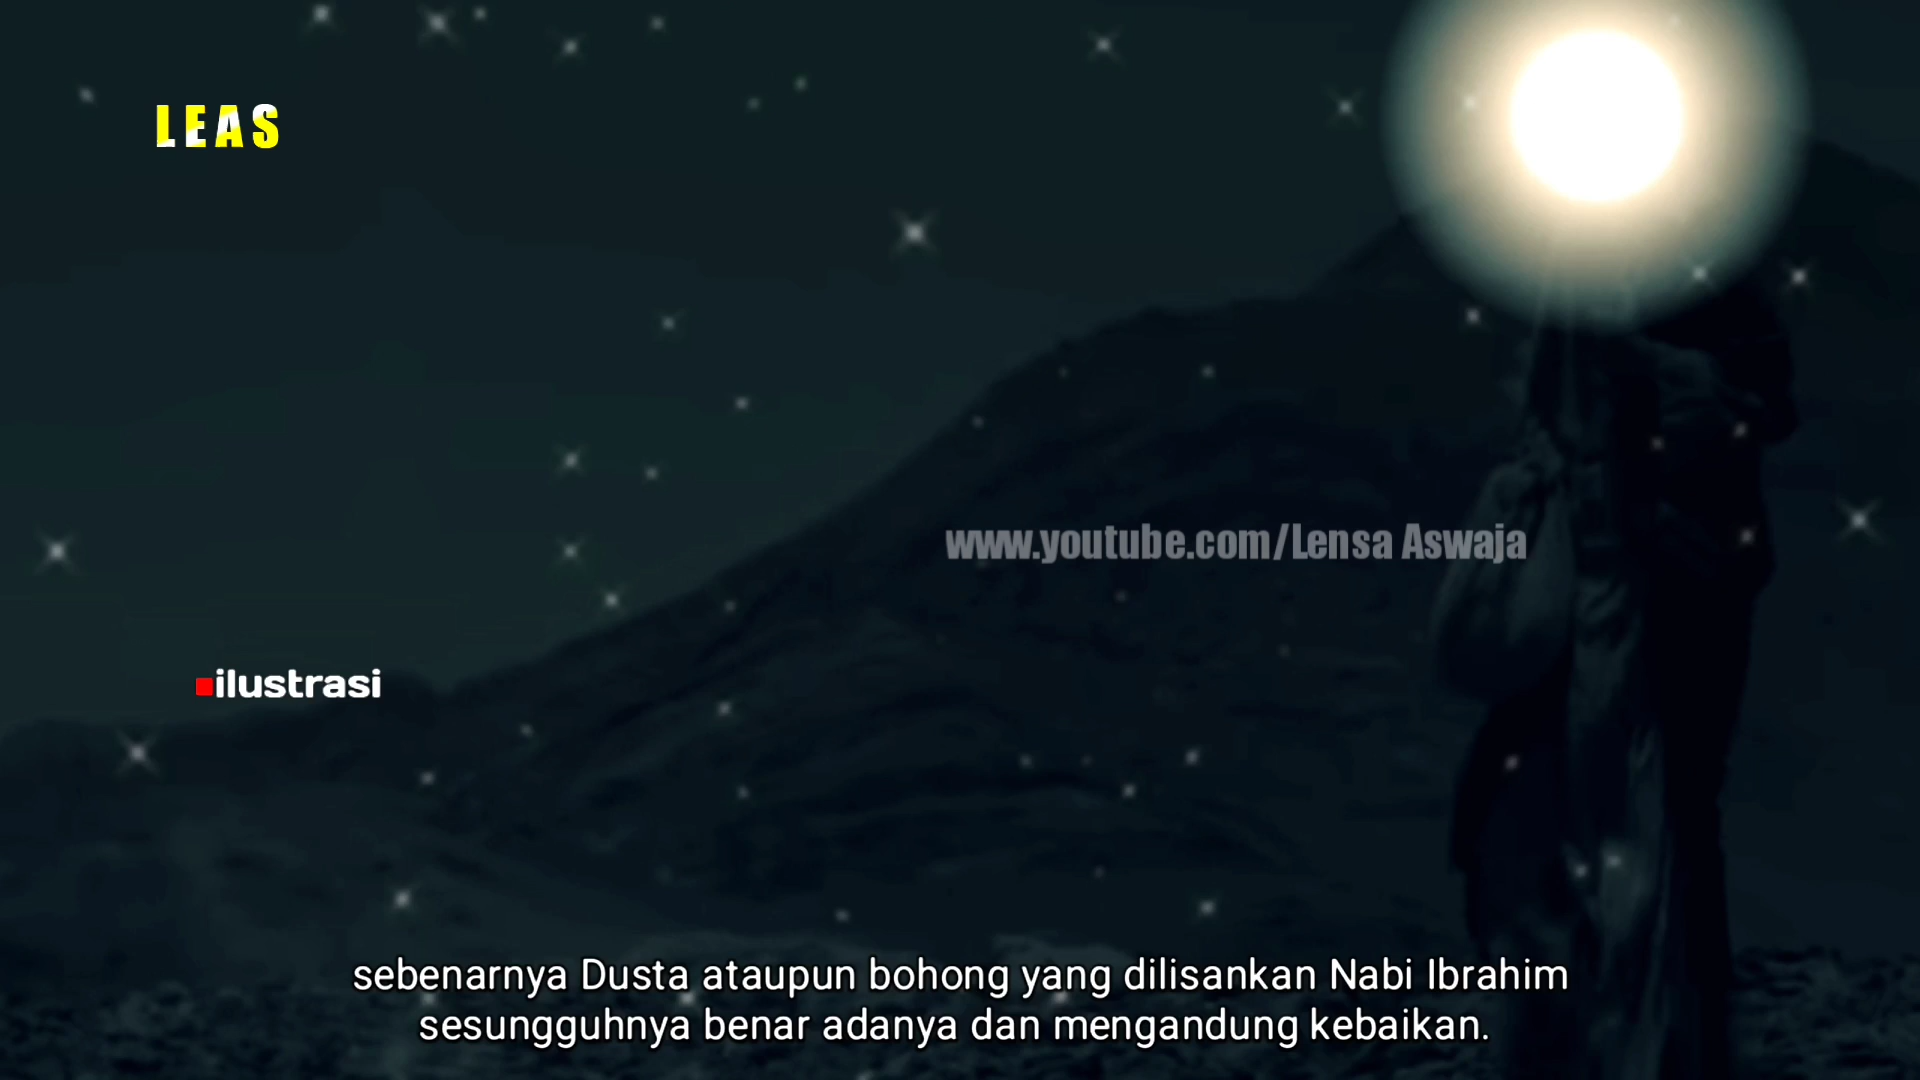 LEAS
www.youtube.com/Lensa Aswaja
ilustrasi
sebenarnya Dusta ataupun bohong yang dilisankan Nabi Ibrahim
sesungguhnya benar adanya dan mengandung kebaikan.